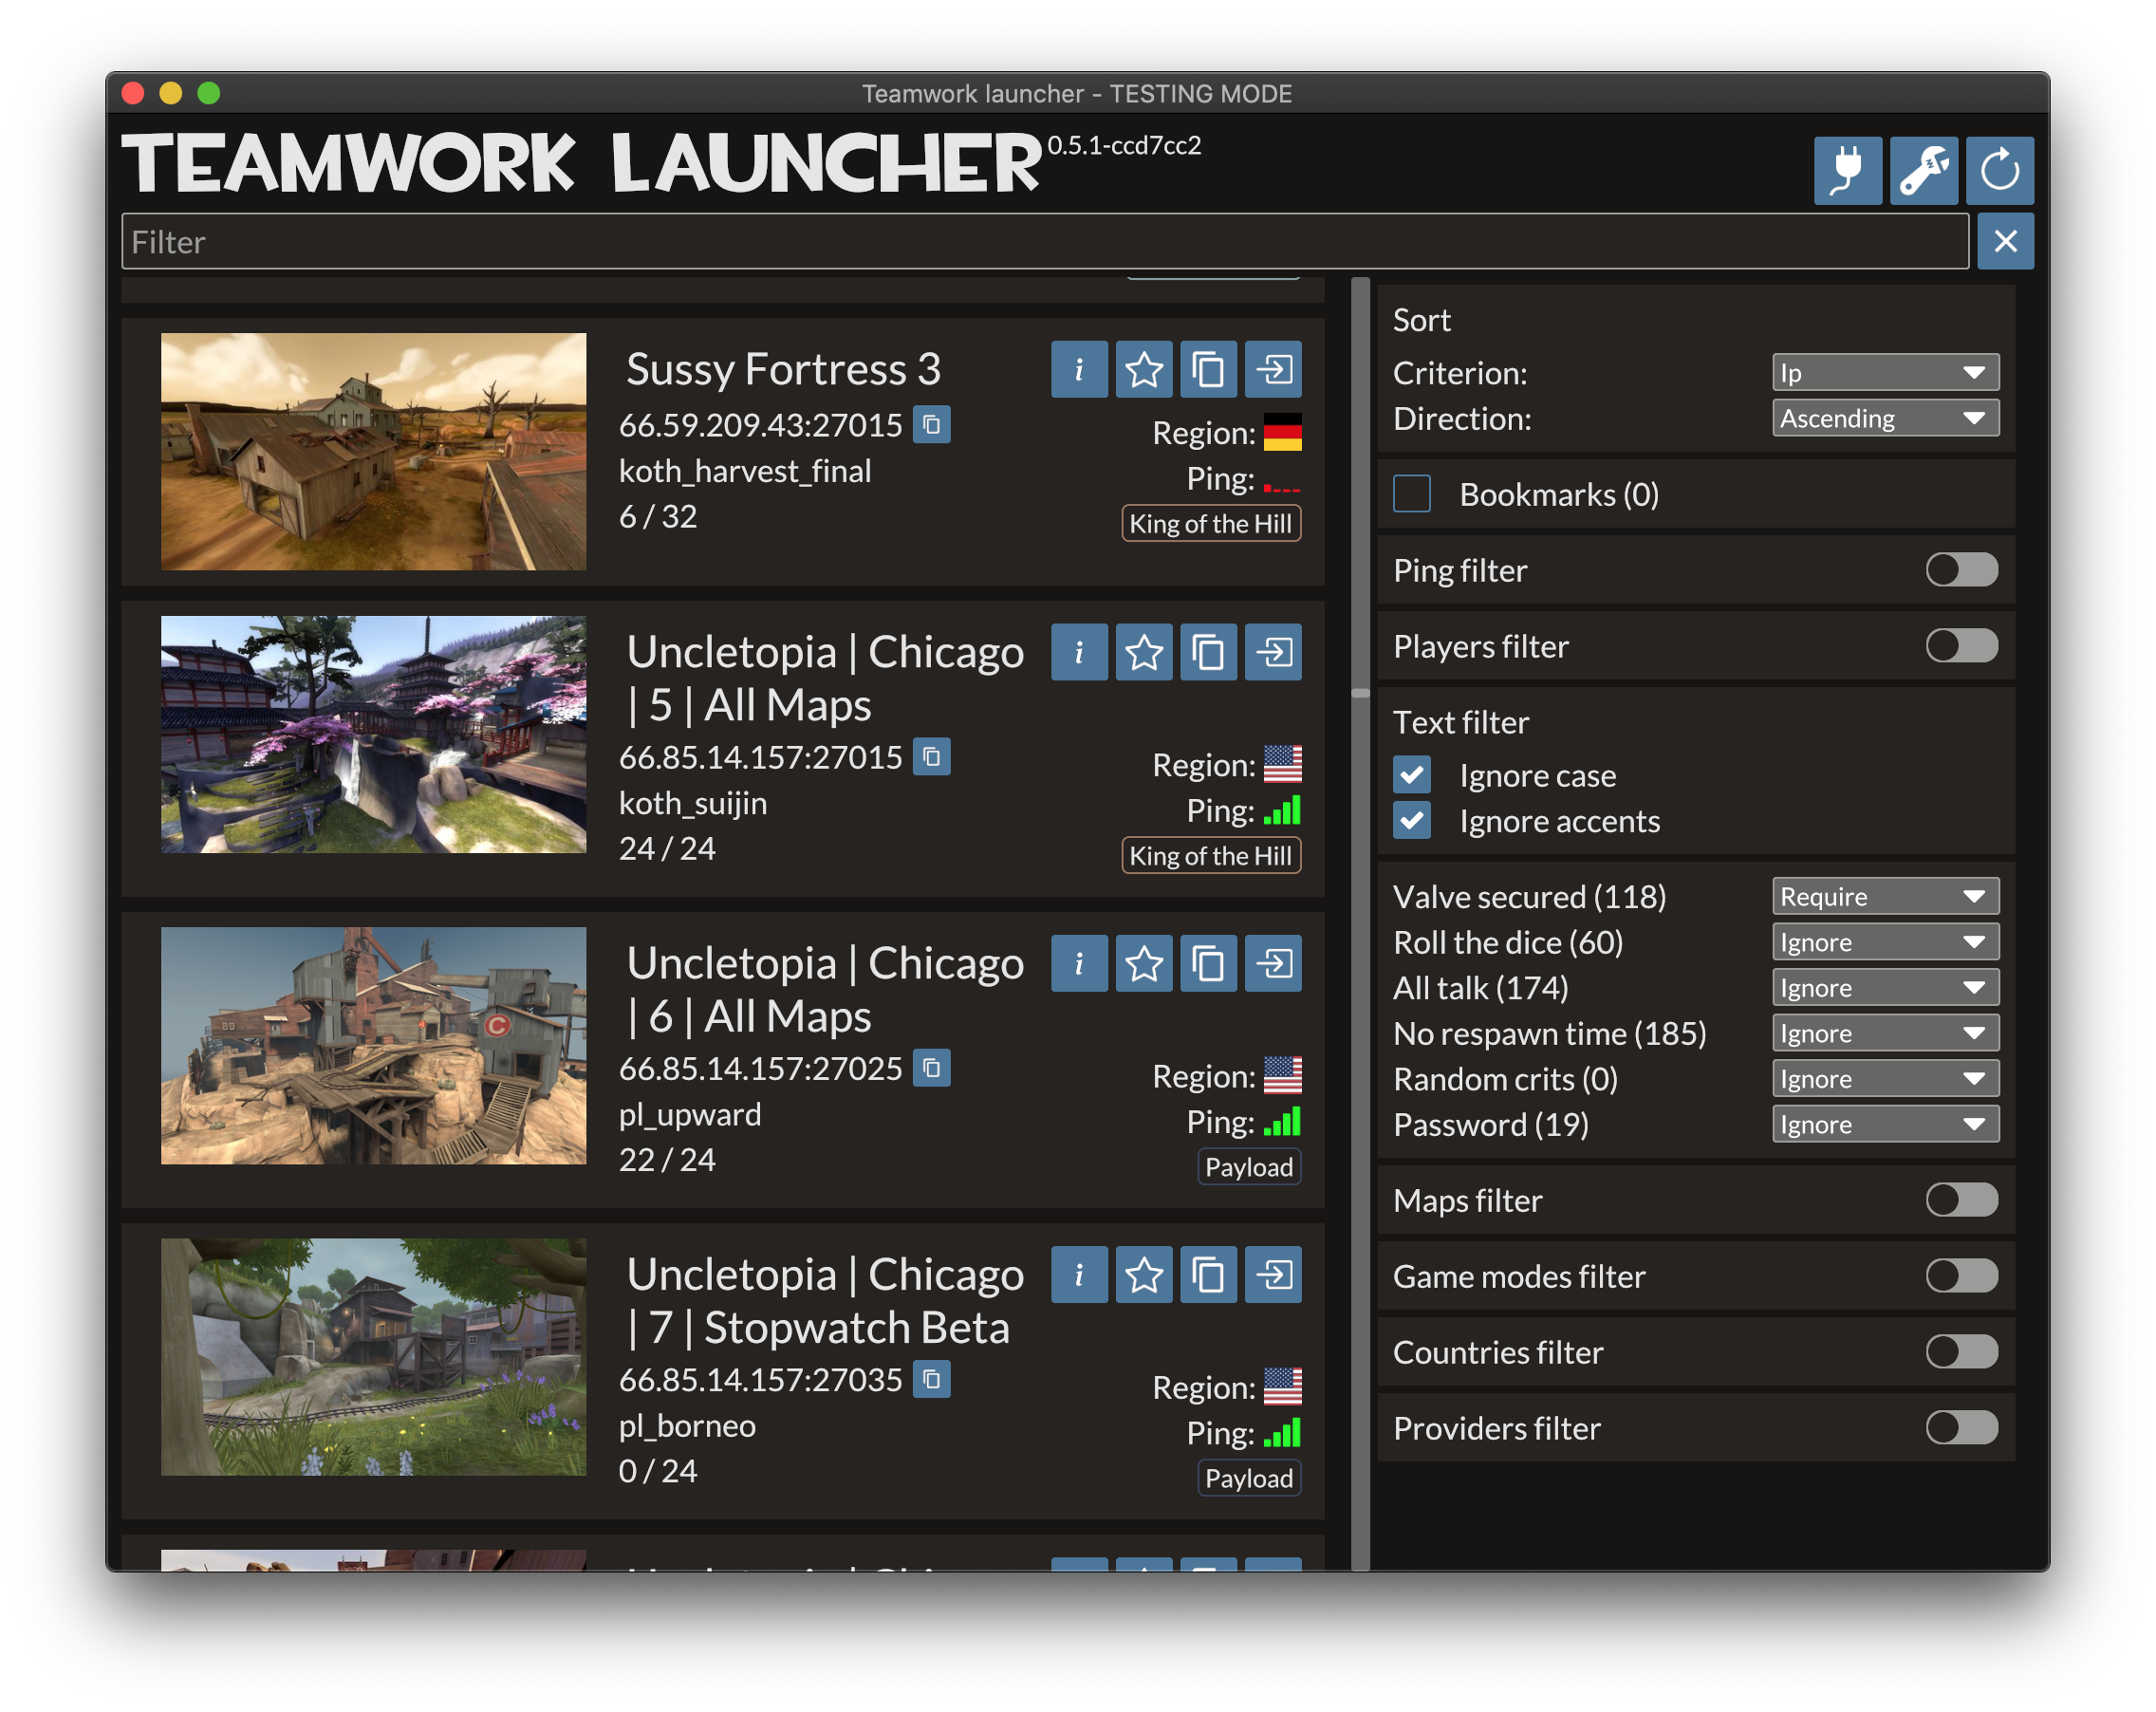 Teamwork launcher - TESTING MODE
TEAMWORK LAUNCHER 0.5.1-ccd7cc2
Filter
Sussy Fortress 3
66.59.209.43:27015
koth_harvest_final
6 / 32
Region:
Ping:
King of the Hill
Uncletopia | Chicago
| 5 | All Maps
66.85.14.157:27015
koth_suijin
24 / 24
Region:
Ping:
King of the Hill
Uncletopia | Chicago
| 6 | All Maps
66.85.14.157:27025
pl_upward
22 / 24
Region:
Ping:
Payload
Uncletopia | Chicago
| 7 | Stopwatch Beta
66.85.14.157:27035
pl_borneo
0 / 24
Region:
Ping:
Payload
Sort
Criterion: Ip
Direction: Ascending
Bookmarks (0)
Ping filter
Players filter
Text filter
Ignore case
Ignore accents
Valve secured (118) Require
Roll the dice (60) Ignore
All talk (174) Ignore
No respawn time (185) Ignore
Random crits (0) Ignore
Password (19) Ignore
Maps filter
Game modes filter
Countries filter
Providers filter